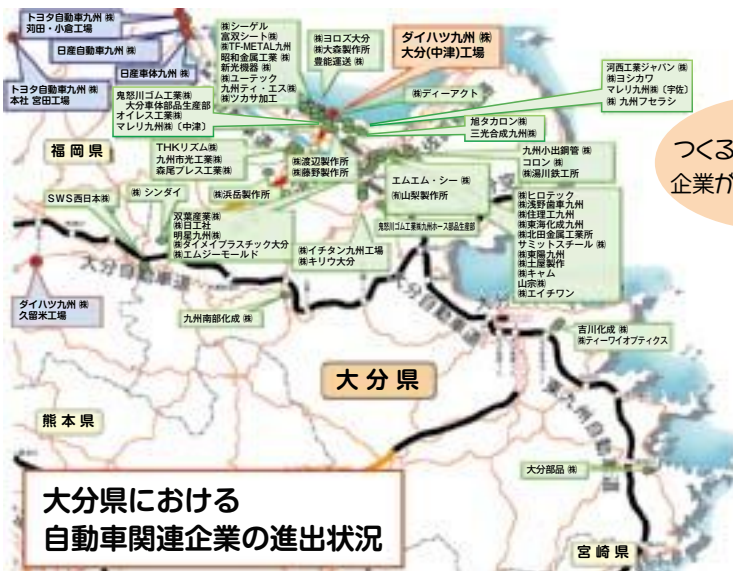 トヨタ自動車九州 ㈱
苅田・小倉工場
日産自動車九州 ㈱
日産車体九州 ㈱
トヨタ自動車九州 ㈱
本社 宮田工場
㈱シーゲル
富双シート㈱
㈱TF-METAL九州
昭和金属工業 ㈱
新光機器 ㈱
㈱ユーテック
九州ティ・エス㈱
㈱ツカサ加工
㈱ヨロズ大分
㈱大森製作所
豊能運送 ㈱
ダイハツ九州 ㈱
大分(中津)工場
㈱ディーアクト
河西工業ジャパン ㈱
㈱ヨシカワ
マレリ九州㈱〔宇佐〕
㈱ 九州フセラシ
鬼怒川ゴム工業㈱
大分車体部品生産部
オイレス工業㈱
マレリ九州㈱〔中津〕
旭タカロン㈱
三光合成九州㈱
福岡県
THKリズム㈱
九州市光工業㈱
森尾プレス工業㈱
㈱渡辺製作所
㈱藤野製作所
九州小出鋼管 ㈱
コロン ㈱
㈱湯川鉄工所
つくる
企業が
SWS西日本㈱
㈱ シンダイ
㈱浜岳製作所
エムエム・シー ㈱
㈲山梨製作所
鬼怒川ゴム工業㈱九州ホース部品生産部
㈱ヒロテック
㈱浅野歯車九州
㈱住理工九州
㈱東海化成九州
㈱北田金属工業所
サミットスチール ㈱
㈱東陽九州
㈱土屋製作
㈱キャム
山宗㈱
㈱エイチワン
双葉産業㈱
㈱日工社
明星九州㈱
㈱ダイメイプラスチック大分
㈱エムジーモールド
㈱イチタン九州工場
㈱キリウ大分
大分自動車道
大分自動車道
ダイハツ九州 ㈱
久留米工場
九州南部化成 ㈱
吉川化成 ㈱
㈱ティーワイオプティクス
大分県
東九州自動車道
熊本県
大分部品 ㈱
大分県における
自動車関連企業の進出状況
宮崎県